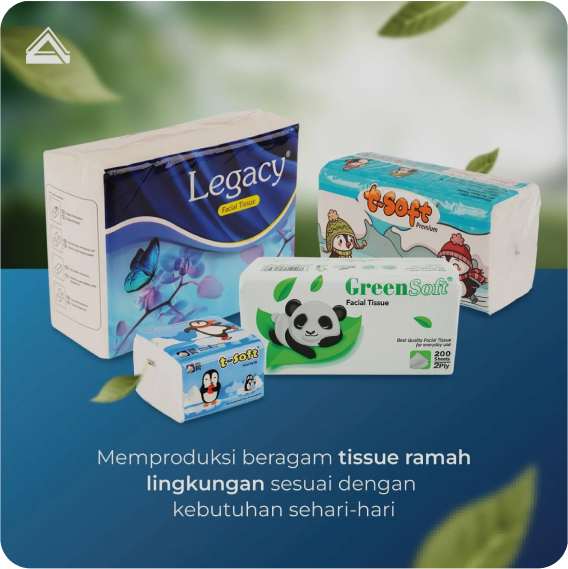 Legacy®
Facial Tissue
t-soft®
Premium
GreenSoft®
Facial Tissue
Best Quality Facial Tissue
for everyday use
200
Sheets
2Ply
t-soft
Memproduksi beragam tissue ramah
lingkungan sesuai dengan
kebutuhan sehari-hari